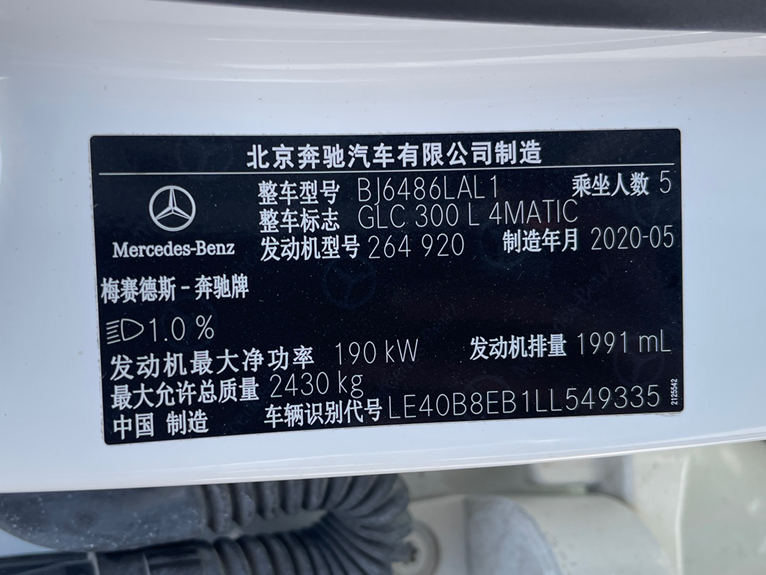 北京奔驰汽车有限公司制造
整车型号 BJ6486LAL1 乘坐人数 5
整车标志 GLC 300 L 4MATIC
发动机型号 264 920 制造年月 2020-05
Mercedes-Benz
梅赛德斯-奔驰牌
1.0 %
发动机最大净功率 190 kW 发动机排量 1991 mL
最大允许总质量 2430 kg
中国 制造 车辆识别代号 LE40B8EB1LL549335
2125542